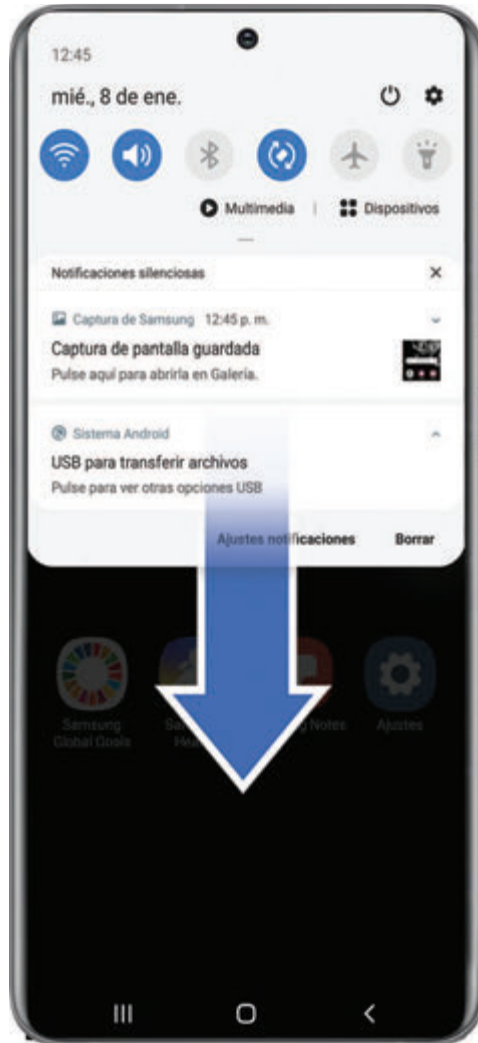 12:45
mié., 8 de ene.
Multimedia | Dispositivos
Notificaciones silenciosas
Captura de Samsung 12:45 p. m.
Captura de pantalla guardada
Pulse aquí para abrirla en Galería.
Sistema Android
USB para transferir archivos
Pulse para ver otras opciones USB
Ajustes notificaciones Borrar
Samsung Notes Ajustes
Global Goals